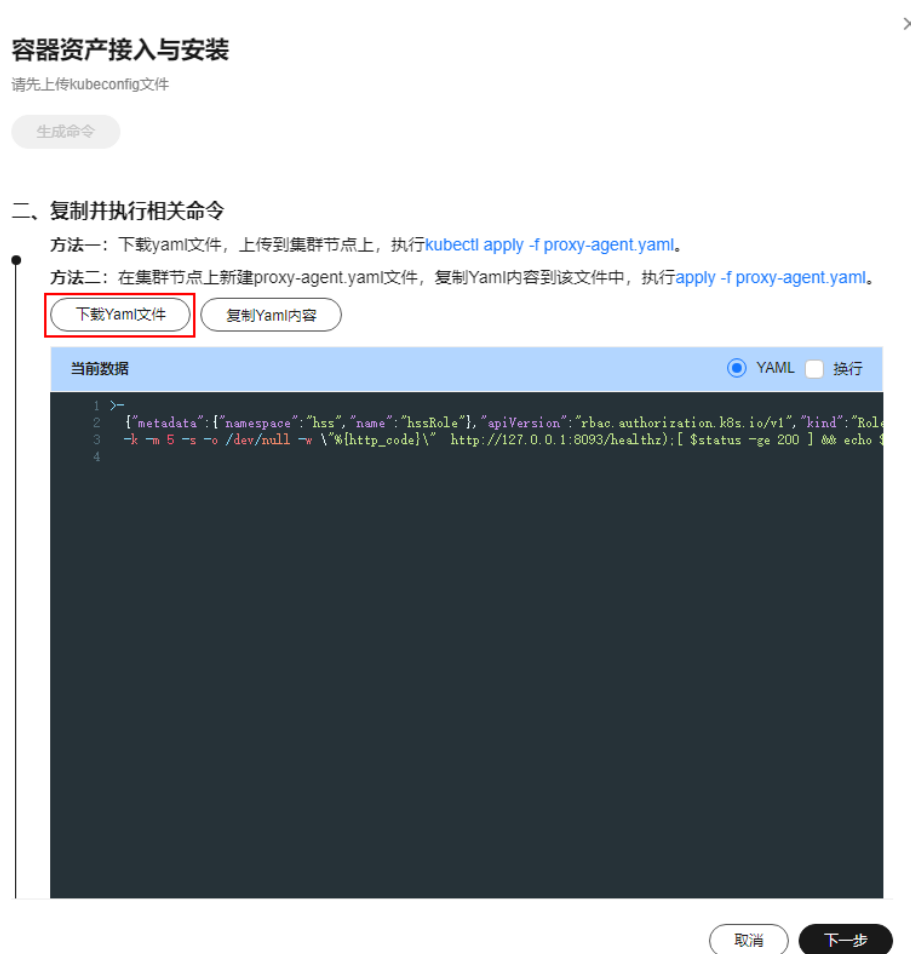 容器资产接入与安装
请先上传kubeconfig文件
生成命令
二、复制并执行相关命令
方法一：下载yaml文件，上传到集群节点上，执行kubectl apply -f proxy-agent.yaml。
方法二：在集群节点上新建proxy-agent.yaml文件，复制Yaml内容到该文件中，执行apply -f proxy-agent.yaml。
下载Yaml文件 复制Yaml内容
当前数据 YAML 换行
1 >-
2 {"metadata":{"namespace":"hss","name":"hssRole"},"apiVersion":"rbac.authorization.k8s.io/v1","kind":"Role
3 -k -m 5 -s -o /dev/null -w \"%{http_code}\" http://127.0.0.1:8093/healthz);[ $status -ge 200 ] && echo $
4
取消 下一步